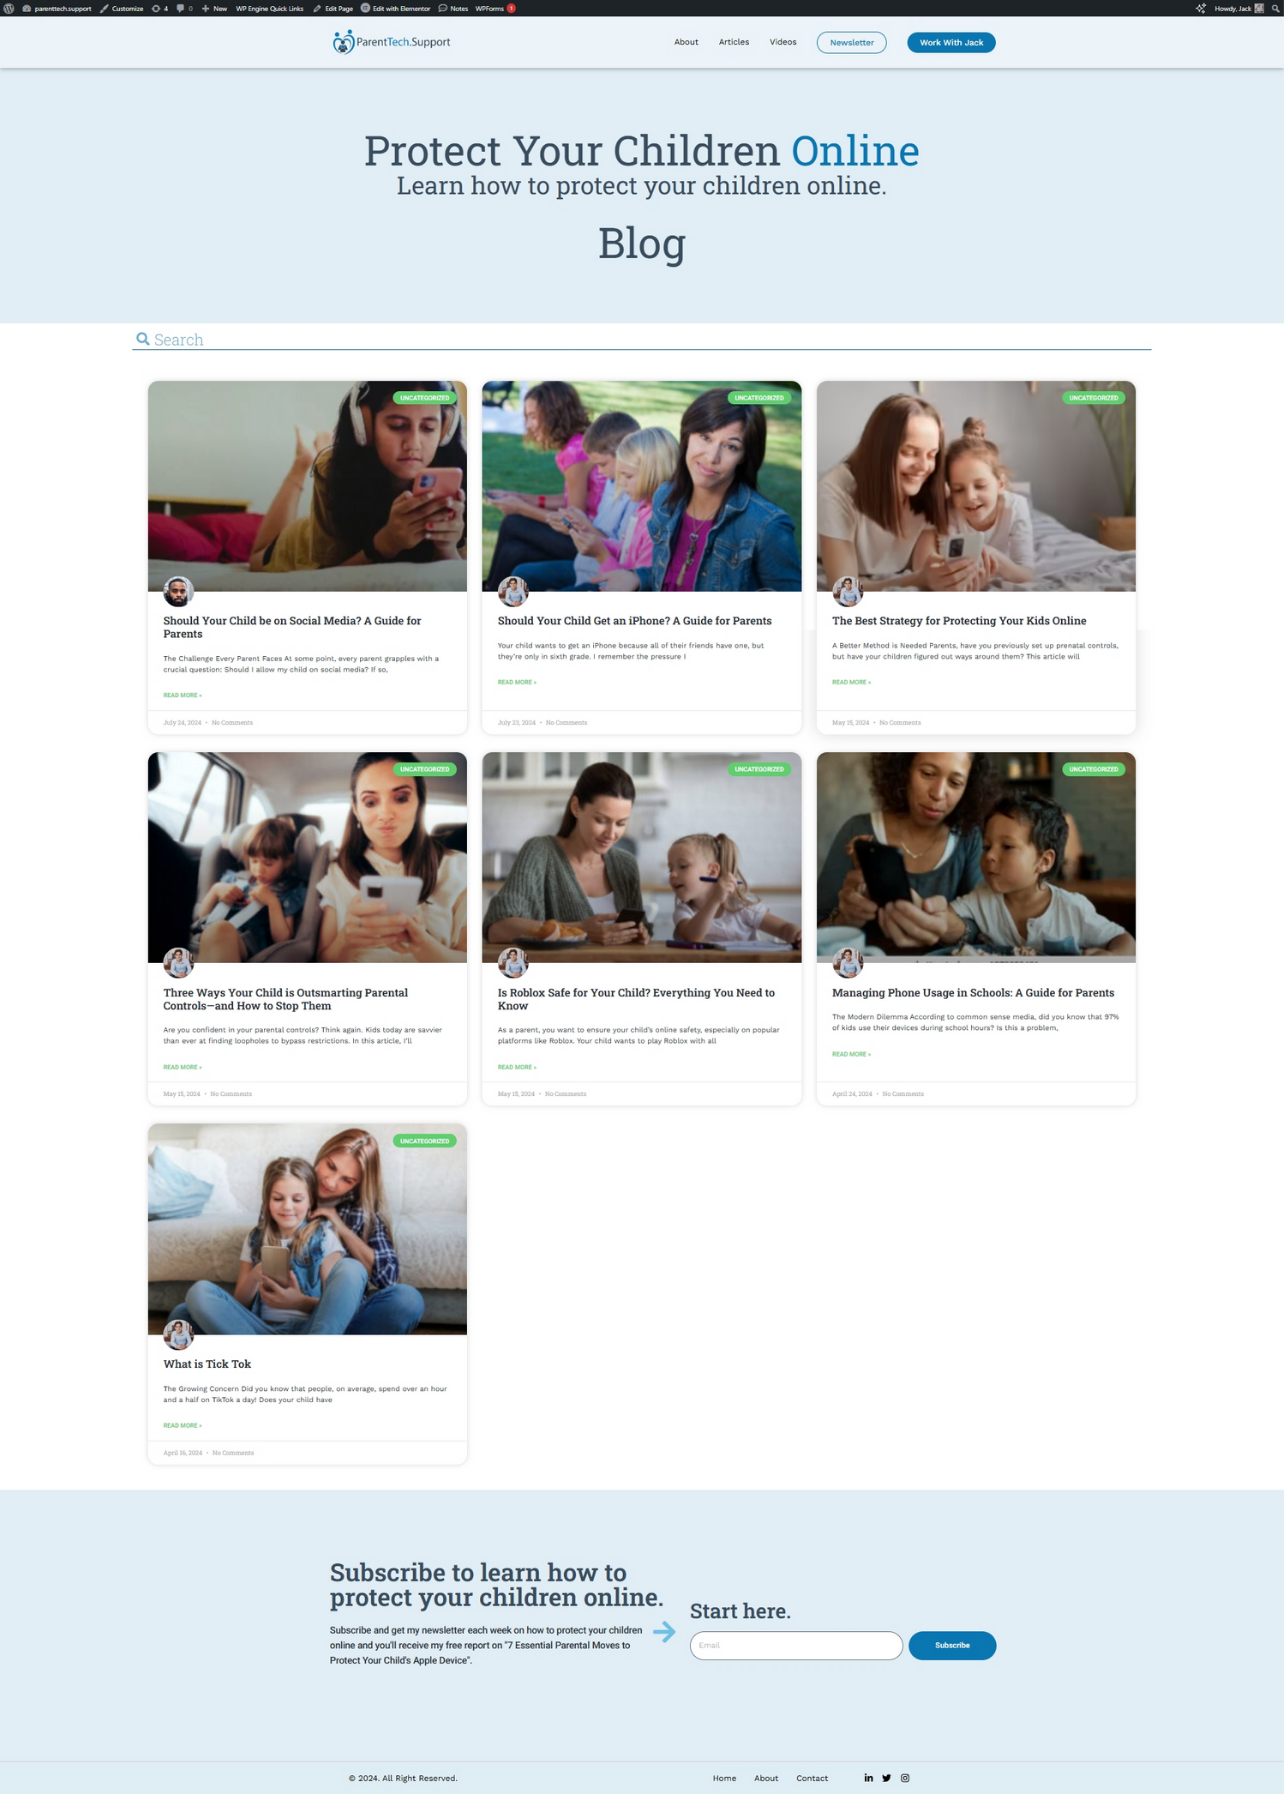 parenttech.support Customize 4 0 New WP Engine Quick Links Edit Page Edit with Elementor Notes WPForms 1 Howdy, Jack
ParentTech.Support About Articles Videos Newsletter Work With Jack
Protect Your Children Online
Learn how to protect your children online.
Blog
Search
UNCATEGORIZED
Should Your Child be on Social Media? A Guide for
Parents
The Challenge Every Parent Faces At some point, every parent grapples with a
crucial question: Should I allow my child on social media? If so,
READ MORE »
July 24, 2024 • No Comments
UNCATEGORIZED
Should Your Child Get an iPhone? A Guide for Parents
Your child wants to get an iPhone because all of their friends have one, but
they're only in sixth grade. I remember the pressure I
READ MORE »
July 23, 2024 • No Comments
UNCATEGORIZED
The Best Strategy for Protecting Your Kids Online
A Better Method is Needed Parents, have you previously set up prenatal controls,
but have your children figured out ways around them? This article will
READ MORE »
May 15, 2024 • No Comments
UNCATEGORIZED
Three Ways Your Child is Outsmarting Parental
Controls—and How to Stop Them
Are you confident in your parental controls? Think again. Kids today are savvier
than ever at finding loopholes to bypass restrictions. In this article, I'll
READ MORE »
May 15, 2024 • No Comments
UNCATEGORIZED
Is Roblox Safe for Your Child? Everything You Need to
Know
As a parent, you want to ensure your child's online safety, especially on popular
platforms like Roblox. Your child wants to play Roblox with all
READ MORE »
May 15, 2024 • No Comments
UNCATEGORIZED
Managing Phone Usage in Schools: A Guide for Parents
The Modern Dilemma According to common sense media, did you know that 97%
of kids use their devices during school hours? Is this a problem,
READ MORE »
April 24, 2024 • No Comments
UNCATEGORIZED
What is Tick Tok
The Growing Concern Did you know that people, on average, spend over an hour
and a half on TikTok a day! Does your child have
READ MORE »
April 16, 2024 • No Comments
Subscribe to learn how to
protect your children online.
Subscribe and get my newsletter each week on how to protect your children
online and you'll receive my free report on "7 Essential Parental Moves to
Protect Your Child's Apple Device".
Start here.
Email Subscribe
© 2024. All Right Reserved. Home About Contact